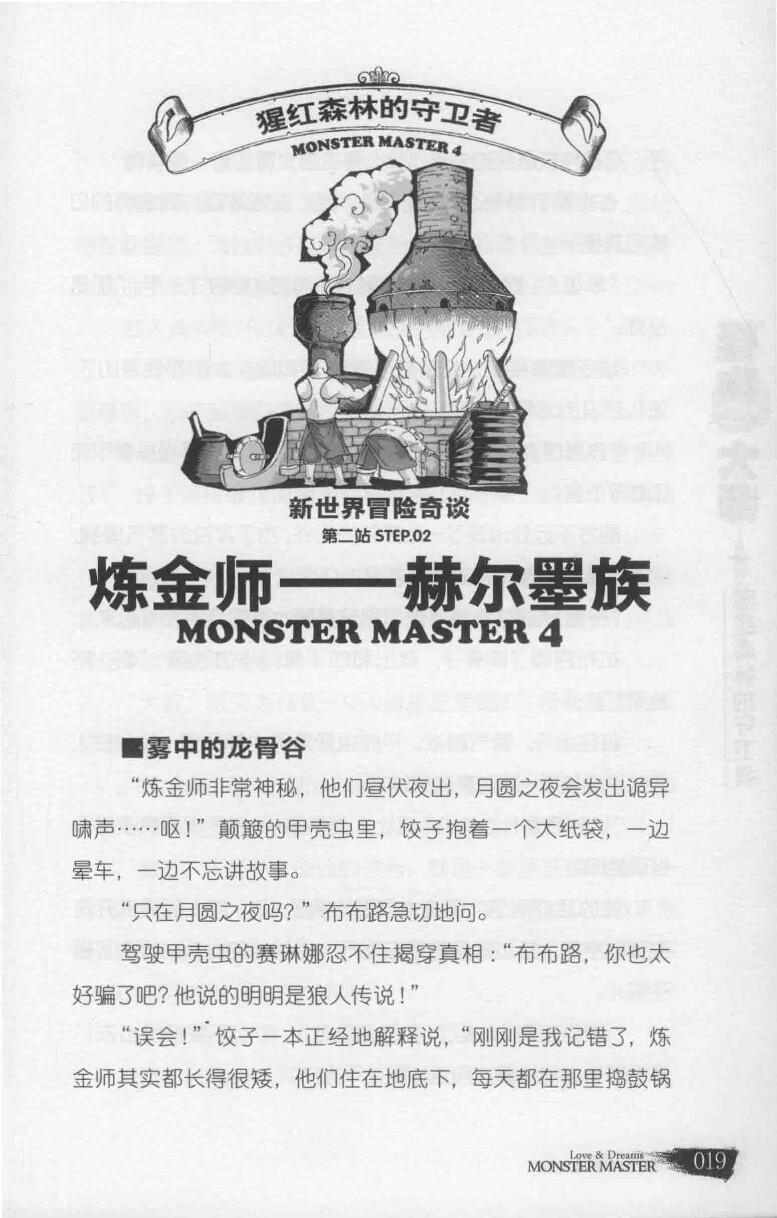 猩红森林的守卫者
MONSTER MASTER 4
新世界冒险奇谈
第二站 STEP.02
炼金师——赫尔墨族
MONSTER MASTER 4
■雾中的龙骨谷
“炼金师非常神秘，他们昼伏夜出，月圆之夜会发出诡异
啸声……呕！”颠簸的甲壳虫里，饺子抱着一个大纸袋，一边
晕车，一边不忘讲故事。
“只在月圆之夜吗？”布布路急切地问。
驾驶甲壳虫的赛琳娜忍不住揭穿真相：“布布路，你也太
好骗了吧？他说的明明是狼人传说！”
“误会！”饺子一本正经地解释说，“刚刚是我记错了，炼
金师其实都长得很矮，他们住在地底下，每天都在那里捣鼓锅
Love & Dreams
MONSTER MASTER
019